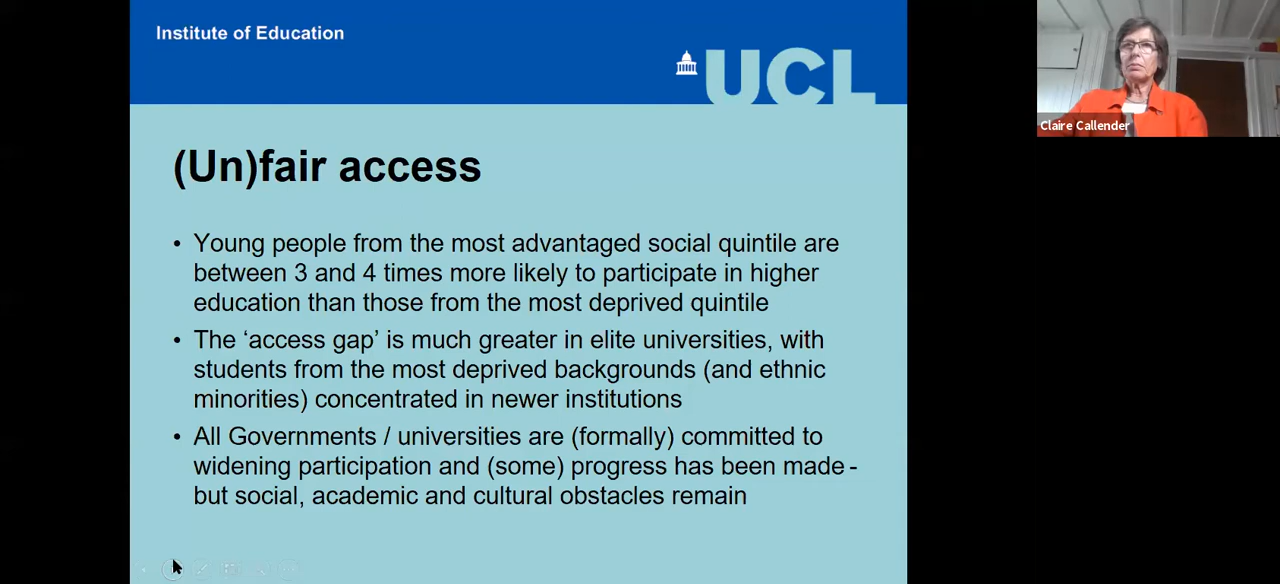 Institute of Education
UCL
Claire Callender
(Un)fair access
• Young people from the most advantaged social quintile are
between 3 and 4 times more likely to participate in higher
education than those from the most deprived quintile
• The ‘access gap’ is much greater in elite universities, with
students from the most deprived backgrounds (and ethnic
minorities) concentrated in newer institutions
• All Governments / universities are (formally) committed to
widening participation and (some) progress has been made -
but social, academic and cultural obstacles remain